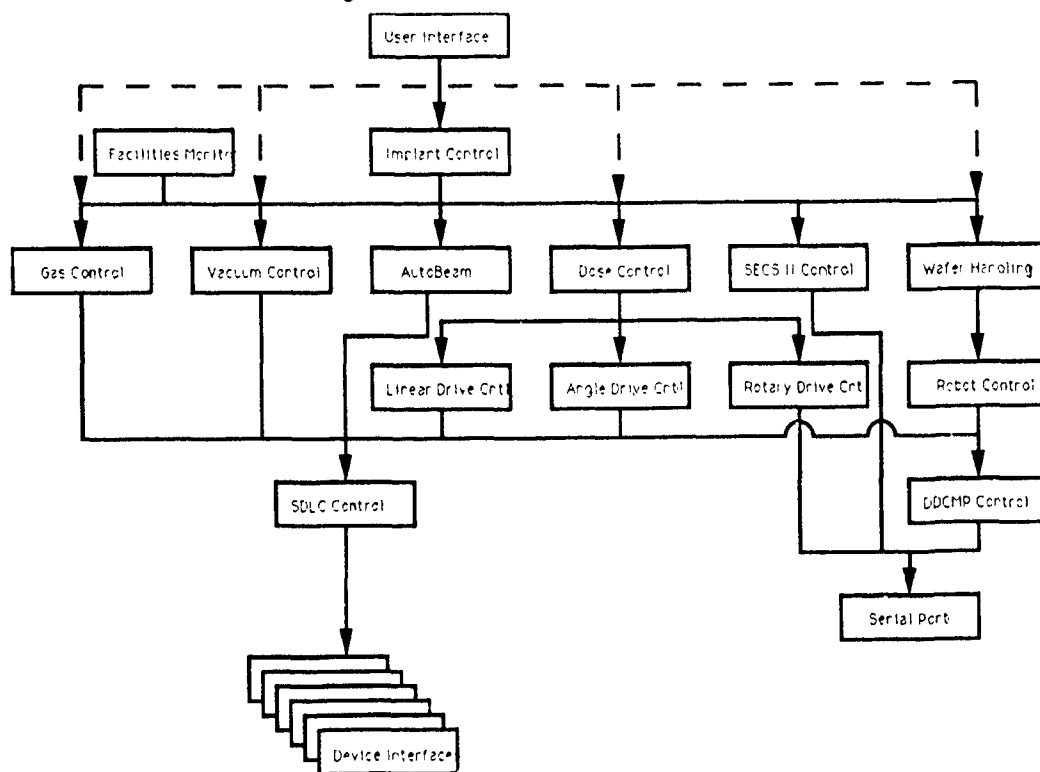 User Interface
Facilities Monitor
Implant Control
Gas Control
Vacuum Control
AutoBeam
Dose Control
SECS II Control
Wafer Handling
Linear Drive Cntl
Angle Drive Cntl
Rotary Drive Cntl
Robot Control
SDLC Control
DDCMP Control
Serial Port
Device Interface